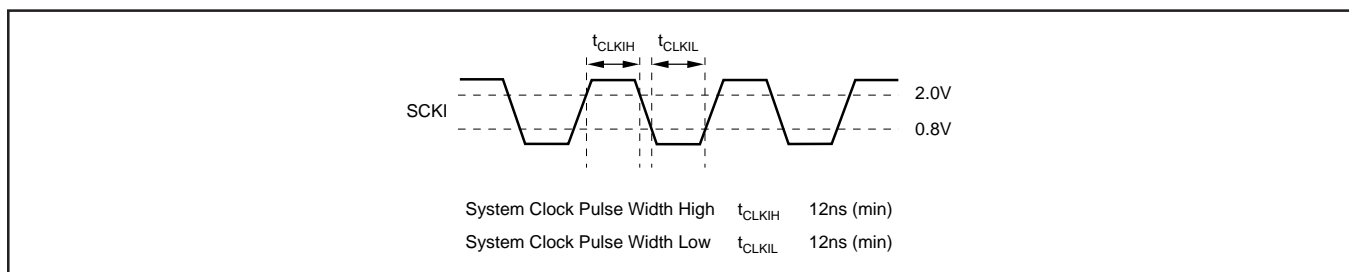 tCLKIH tCLKIL
2.0V
SCKI
0.8V
System Clock Pulse Width High tCLKIH 12ns (min)
System Clock Pulse Width Low tCLKIL 12ns (min)